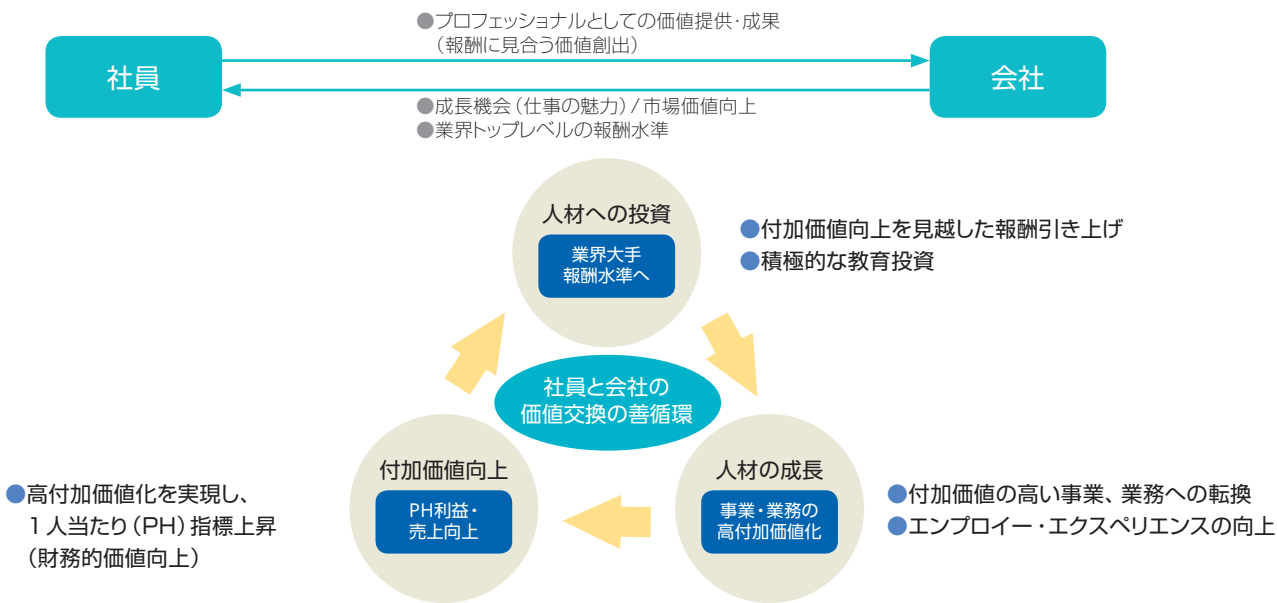 ●プロフェッショナルとしての価値提供・成果
（報酬に見合う価値創出）
社員
会社
●成長機会（仕事の魅力）/市場価値向上
●業界トップレベルの報酬水準
人材への投資
業界大手
報酬水準へ
●付加価値向上を見越した報酬引き上げ
●積極的な教育投資
社員と会社の
価値交換の善循環
付加価値向上
PH利益・
売上向上
人材の成長
事業・業務の
高付加価値化
●高付加価値化を実現し、
１人当たり（PH）指標上昇
（財務的価値向上）
●付加価値の高い事業、業務への転換
●エンプロイー・エクスペリエンスの向上